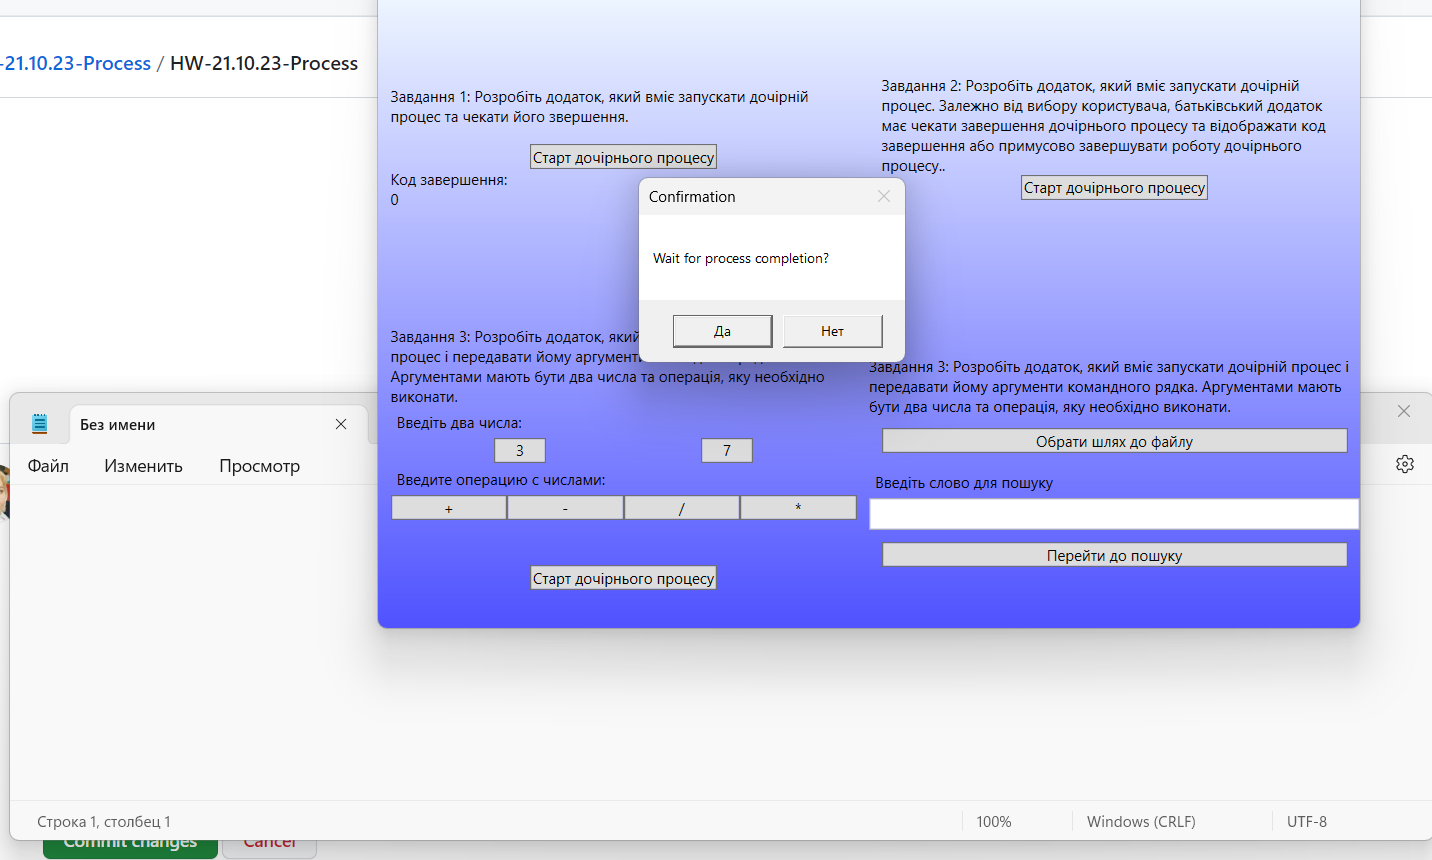 -21.10.23-Process / HW-21.10.23-Process
Завдання 1: Розробіть додаток, який вміє запускати дочірній
процес та чекати його звершення.
Старт дочірнього процесу
Код завершення:
0
Завдання 2: Розробіть додаток, який вміє запускати дочірній
процес. Залежно від вибору користувача, батьківський додаток
має чекати завершення дочірнього процесу та відображати код
завершення або примусово завершувати роботу дочірнього
процесу..
Старт дочірнього процесу
Confirmation
Wait for process completion?
Да
Нет
Завдання 3: Розробіть додаток, який
процес і передавати йому аргументи
Аргументами мають бути два числа та операція, яку необхідно
виконати.
Введіть два числа:
3
7
Введите операцию с числами:
+
-
/
*
Старт дочірнього процесу
Завдання 3: Розробіть додаток, який вміє запускати дочірній процес і
передавати йому аргументи командного рядка. Аргументами мають
бути два числа та операція, яку необхідно виконати.
Обрати шлях до файлу
Введіть слово для пошуку
Перейти до пошуку
Без имени
Файл
Изменить
Просмотр
Строка 1, столбец 1
100%
Windows (CRLF)
UTF-8
Commit changes
Cancel